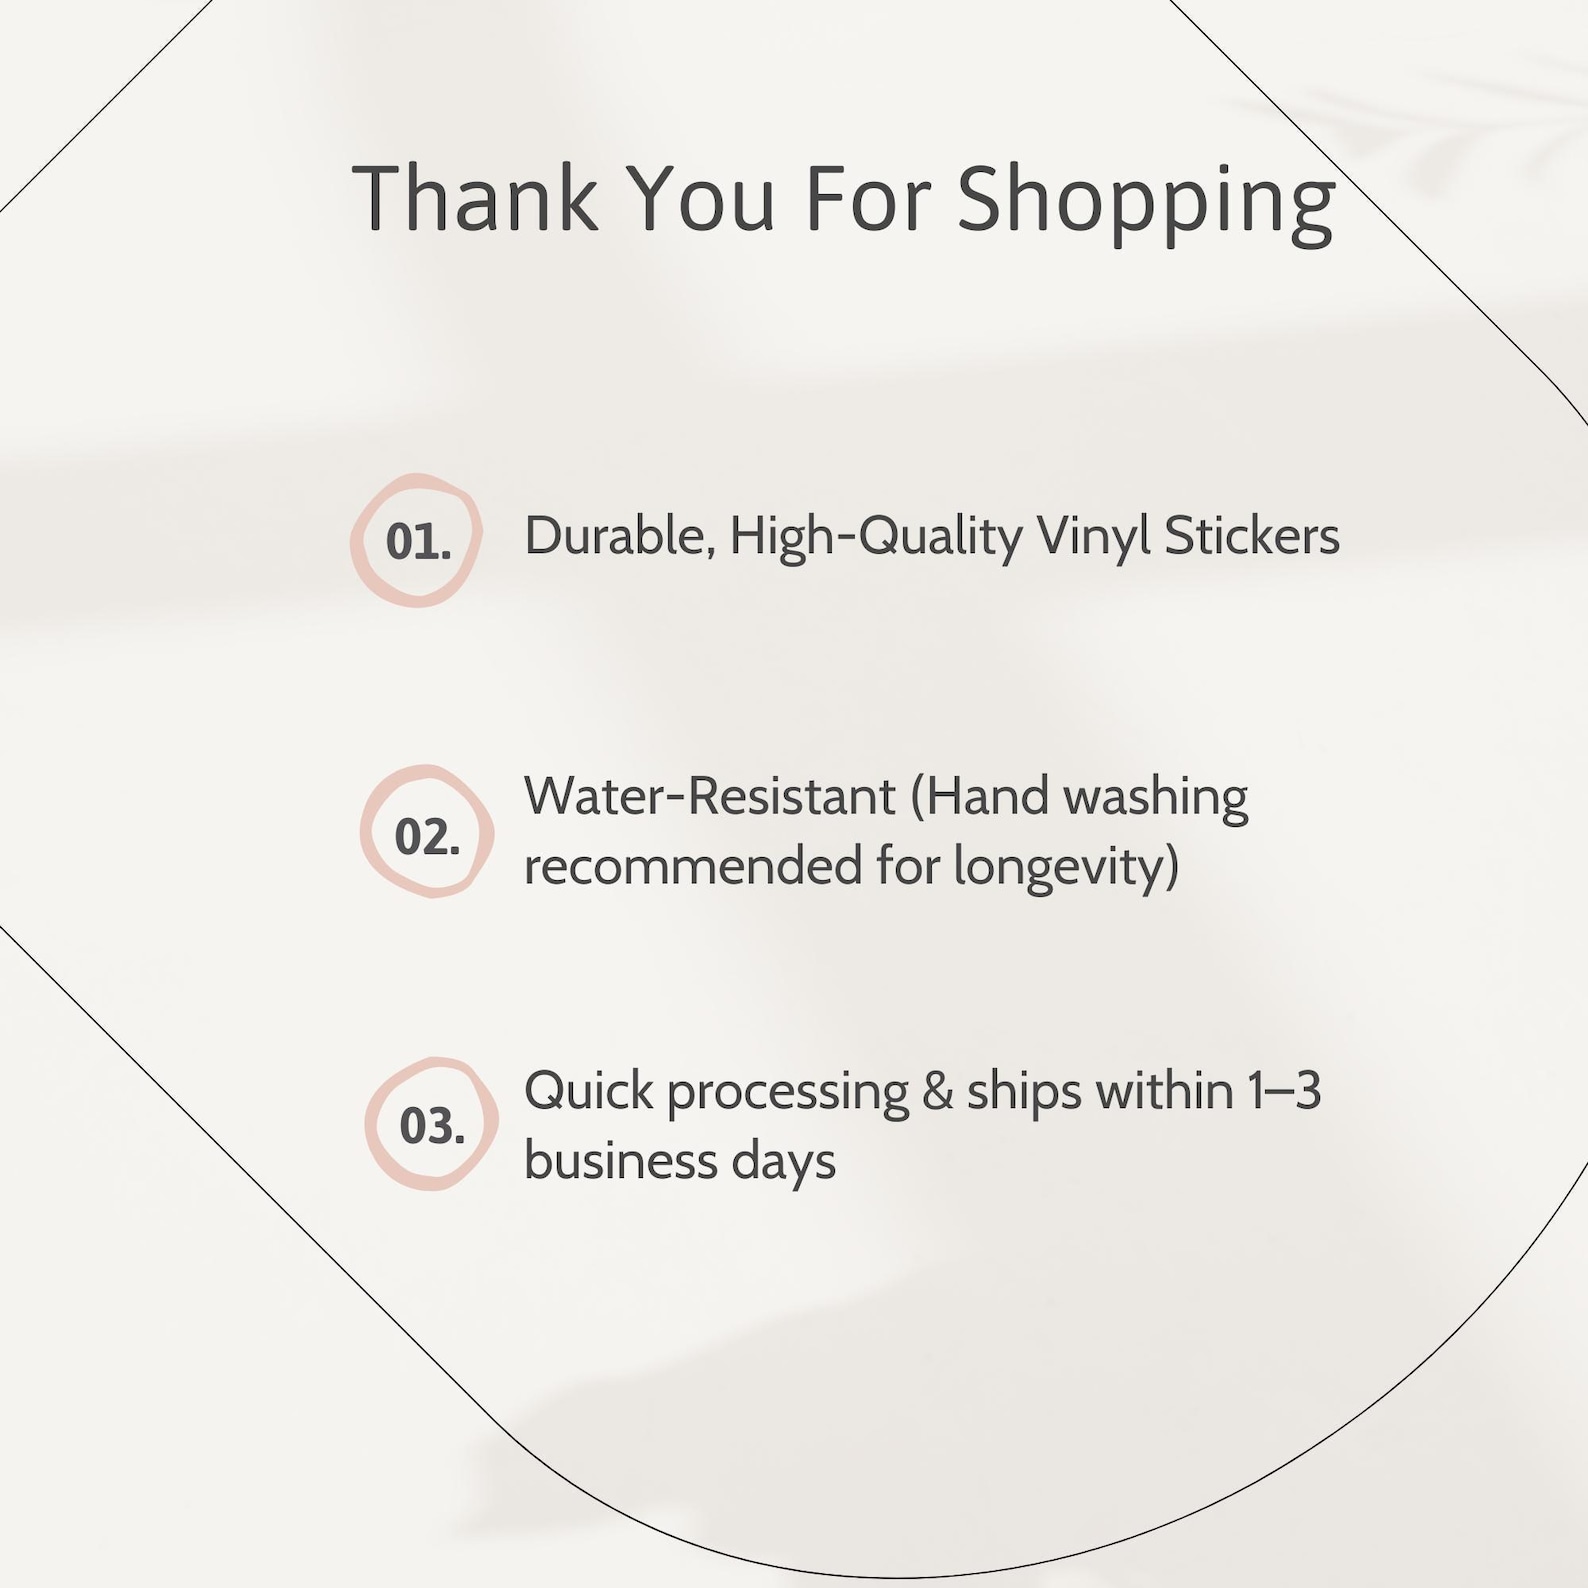 Thank You For Shopping
01.
Durable, High-Quality Vinyl Stickers
02.
Water-Resistant (Hand washing
recommended for longevity)
03.
Quick processing & ships within 1–3
business days